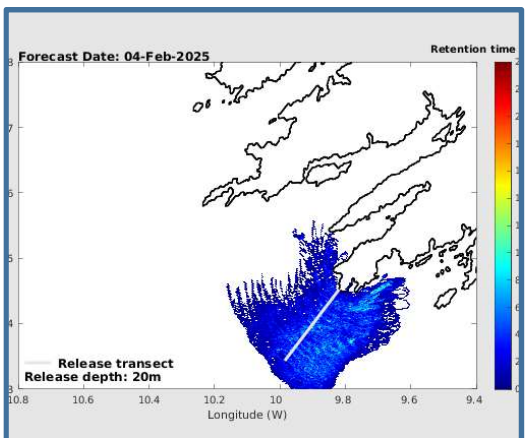 Forecast Date: 04-Feb-2025
Retention time
Release transect
Release depth: 20m
10.8 10.6 10.4 10.2 10 9.8 9.6 9.4
Longitude (W)